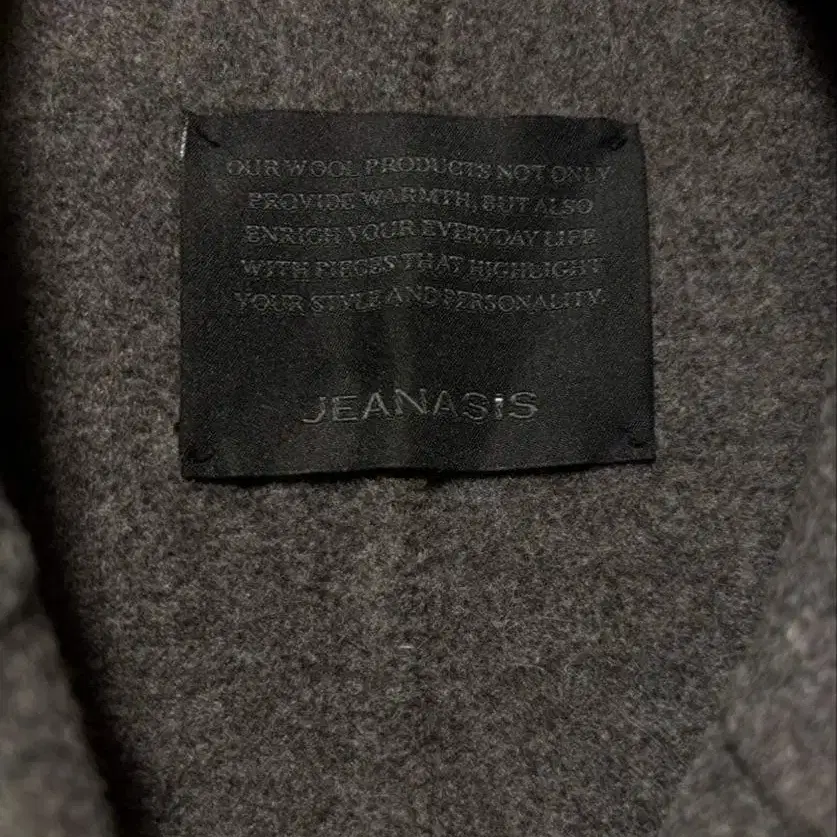 OUR WOOL PRODUCTS NOT ONLY
PROVIDE WARMTH, BUT ALSO
ENRICH YOUR EVERYDAY LIFE
WITH PIECES THAT HIGHLIGHT
YOUR STYLE AND PERSONALITY.
JEANASiS